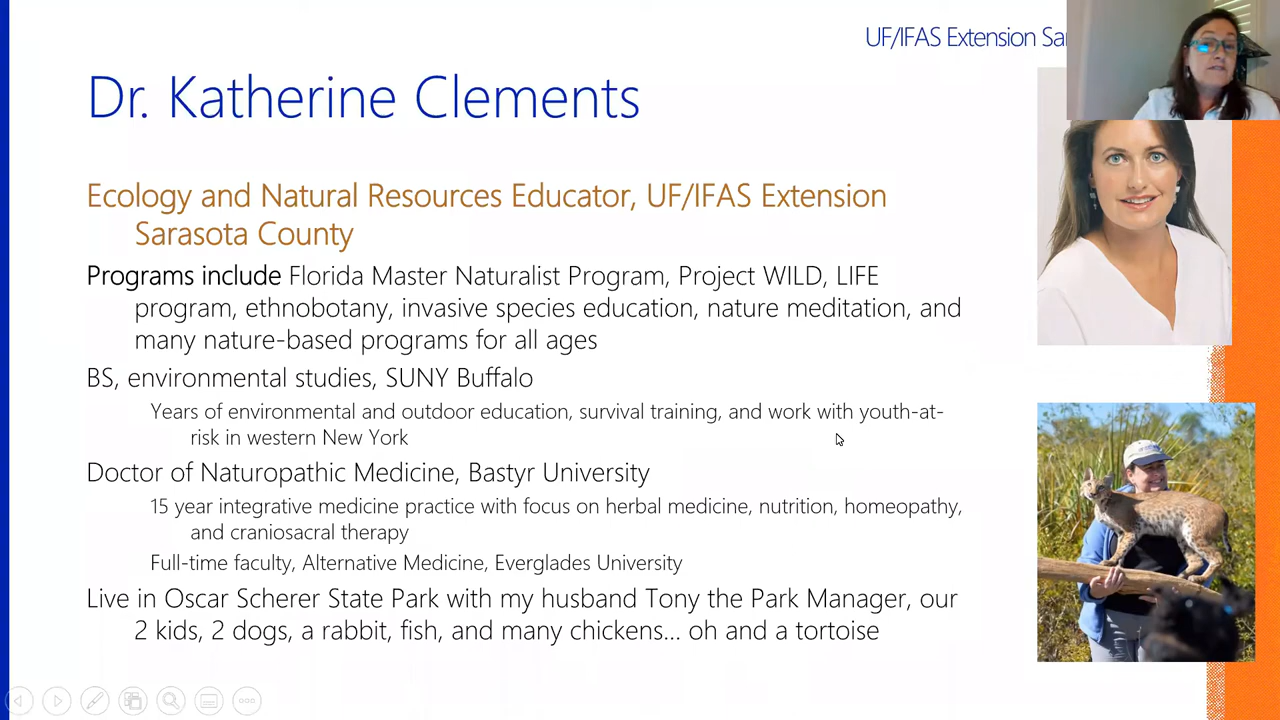 UF/IFAS Extension
Dr. Katherine Clements
Ecology and Natural Resources Educator, UF/IFAS Extension
Sarasota County
Programs include Florida Master Naturalist Program, Project WILD, LIFE
program, ethnobotany, invasive species education, nature meditation, and
many nature-based programs for all ages
BS, environmental studies, SUNY Buffalo
Years of environmental and outdoor education, survival training, and work with youth-at-
risk in western New York
Doctor of Naturopathic Medicine, Bastyr University
15 year integrative medicine practice with focus on herbal medicine, nutrition, homeopathy,
and craniosacral therapy
Full-time faculty, Alternative Medicine, Everglades University
Live in Oscar Scherer State Park with my husband Tony the Park Manager, our
2 kids, 2 dogs, a rabbit, fish, and many chickens... oh and a tortoise